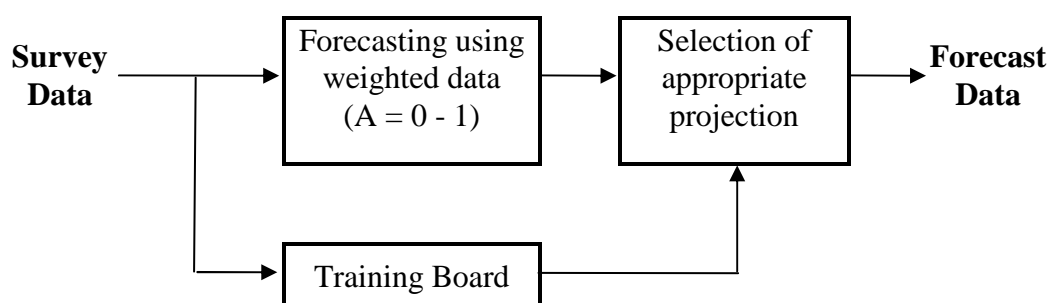 Survey
Data
Forecasting using
weighted data
(A = 0 - 1)
Selection of
appropriate
projection
Forecast
Data
Training Board